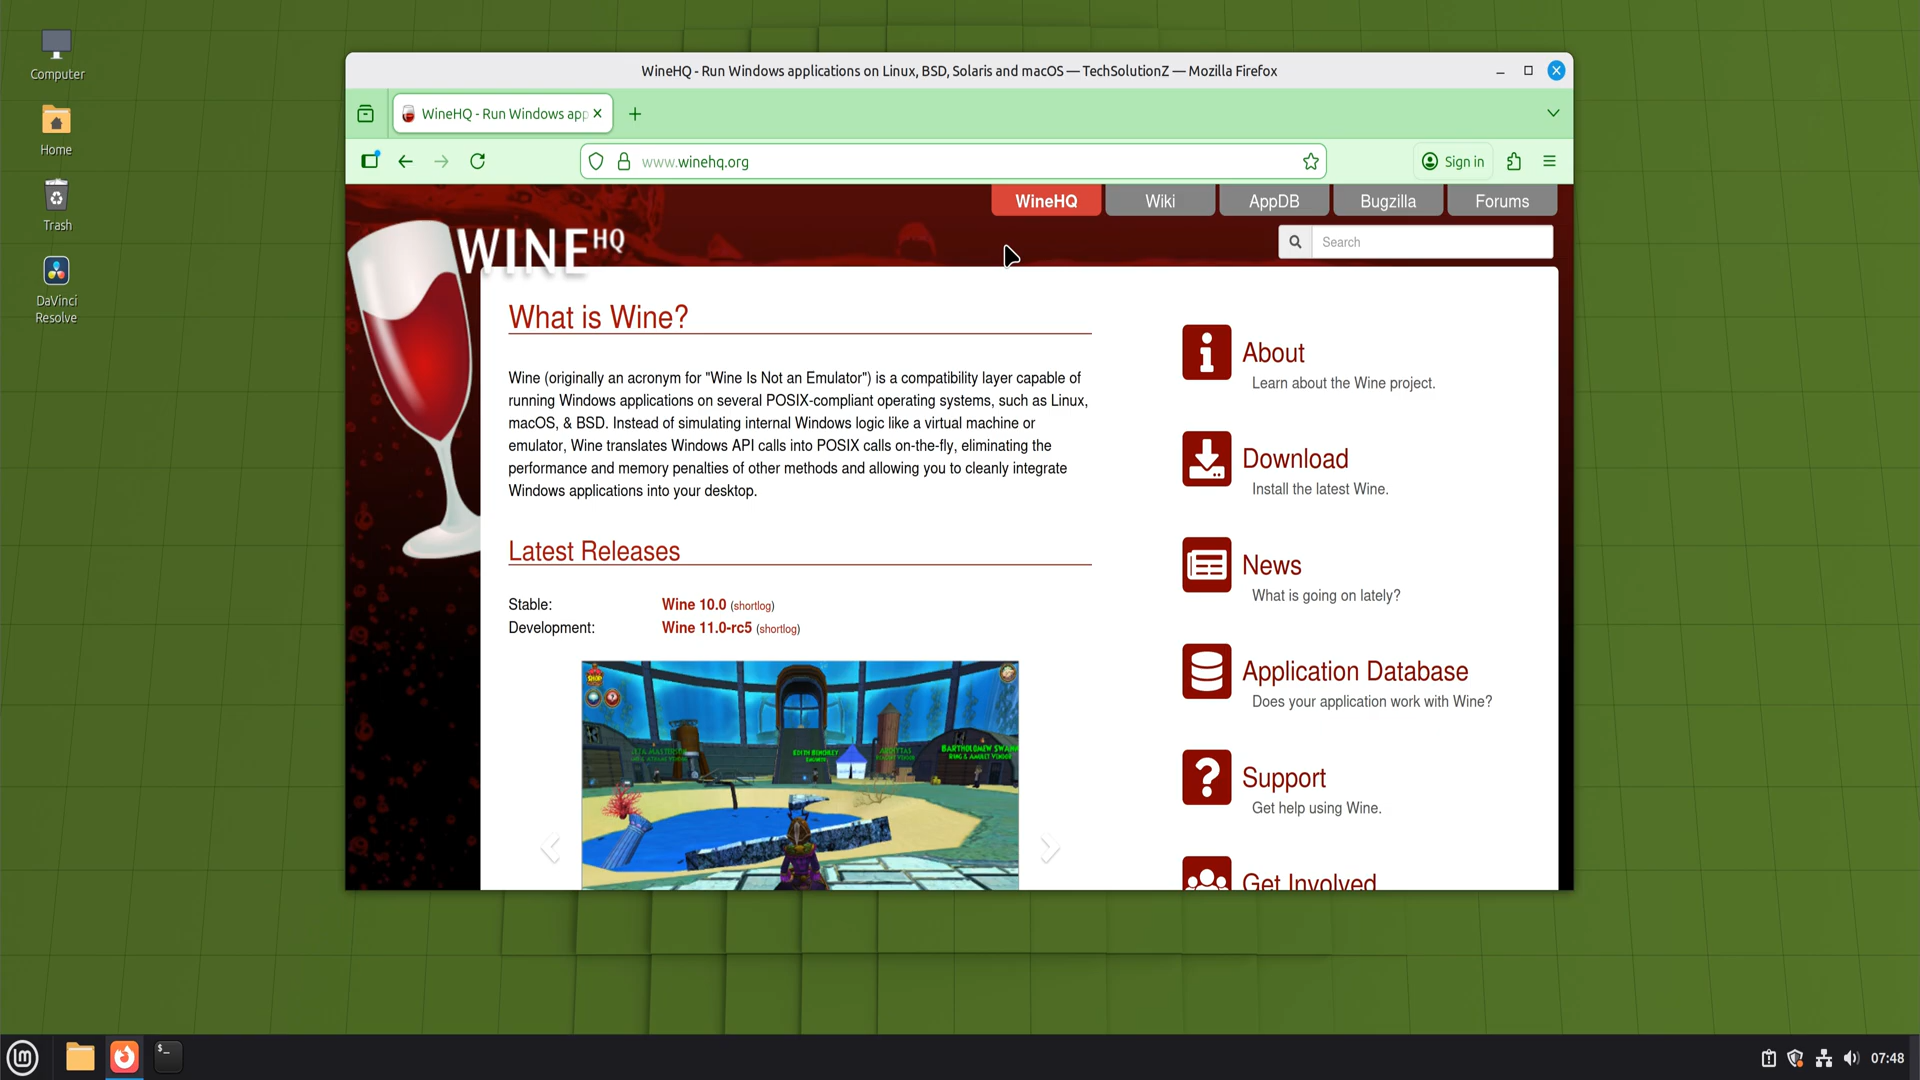 Computer
Home
Trash
DaVinci
Resolve
WineHQ - Run Windows applications on Linux, BSD, Solaris and macOS — TechSolutionZ — Mozilla Firefox
WineHQ - Run Windows app
www.winehq.org
Sign in
WineHQ
Wiki
AppDB
Bugzilla
Forums
WINE HQ
Search
What is Wine?
Wine (originally an acronym for "Wine Is Not an Emulator") is a compatibility layer capable of
running Windows applications on several POSIX-compliant operating systems, such as Linux,
macOS, & BSD. Instead of simulating internal Windows logic like a virtual machine or
emulator, Wine translates Windows API calls into POSIX calls on-the-fly, eliminating the
performance and memory penalties of other methods and allowing you to cleanly integrate
Windows applications into your desktop.
Latest Releases
Stable: Wine 10.0 (shortlog)
Development: Wine 11.0-rc5 (shortlog)
SHOP
EDITH BENCHLEY
BARTHOLOMEW SWANN
RING & AMULET VENDOR
About
Learn about the Wine project.
Download
Install the latest Wine.
News
What is going on lately?
Application Database
Does your application work with Wine?
Support
Get help using Wine.
Get Involved
07:48